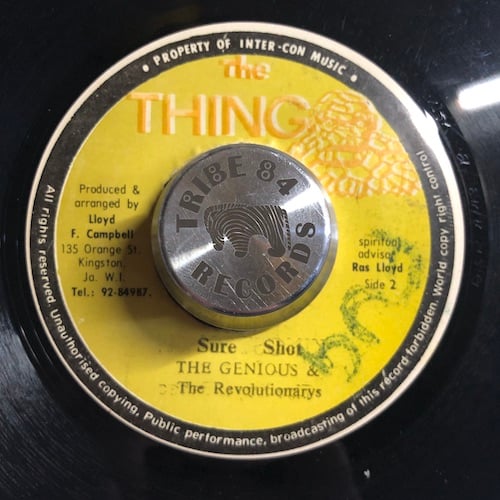 • PROPERTY OF INTER-CON MUSIC •
the
THING
TRIBE 84
RECORDS
Produced &
arranged by
Lloyd
F. Campbell
135 Orange St.
Kingston,
Ja. W.I.
Tel.: 92-84987.
spiritual
advisor
Ras Lloyd
Side 2
Sure Shot
THE GENIOUS &
The Revolutionarys
All rights reserved. Unauthorised copying, Public performance, broadcasting of this record forbidden. World copy right control